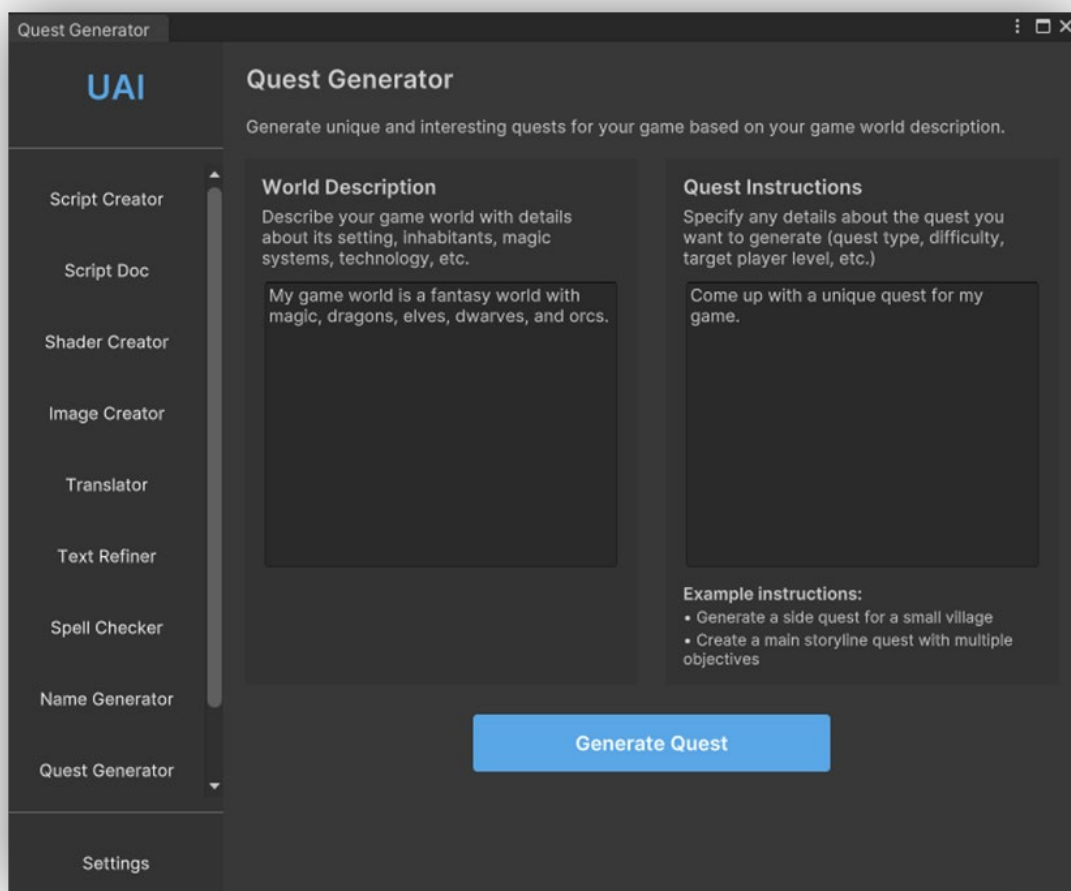 Quest Generator
UAI
Script Creator
Script Doc
Shader Creator
Image Creator
Translator
Text Refiner
Spell Checker
Name Generator
Quest Generator
Settings
Quest Generator
Generate unique and interesting quests for your game based on your game world description.
World Description
Describe your game world with details
about its setting, inhabitants, magic
systems, technology, etc.
My game world is a fantasy world with
magic, dragons, elves, dwarves, and orcs.
Quest Instructions
Specify any details about the quest you
want to generate (quest type, difficulty,
target player level, etc.)
Come up with a unique quest for my
game.
Example instructions:
• Generate a side quest for a small village
• Create a main storyline quest with multiple
objectives
Generate Quest